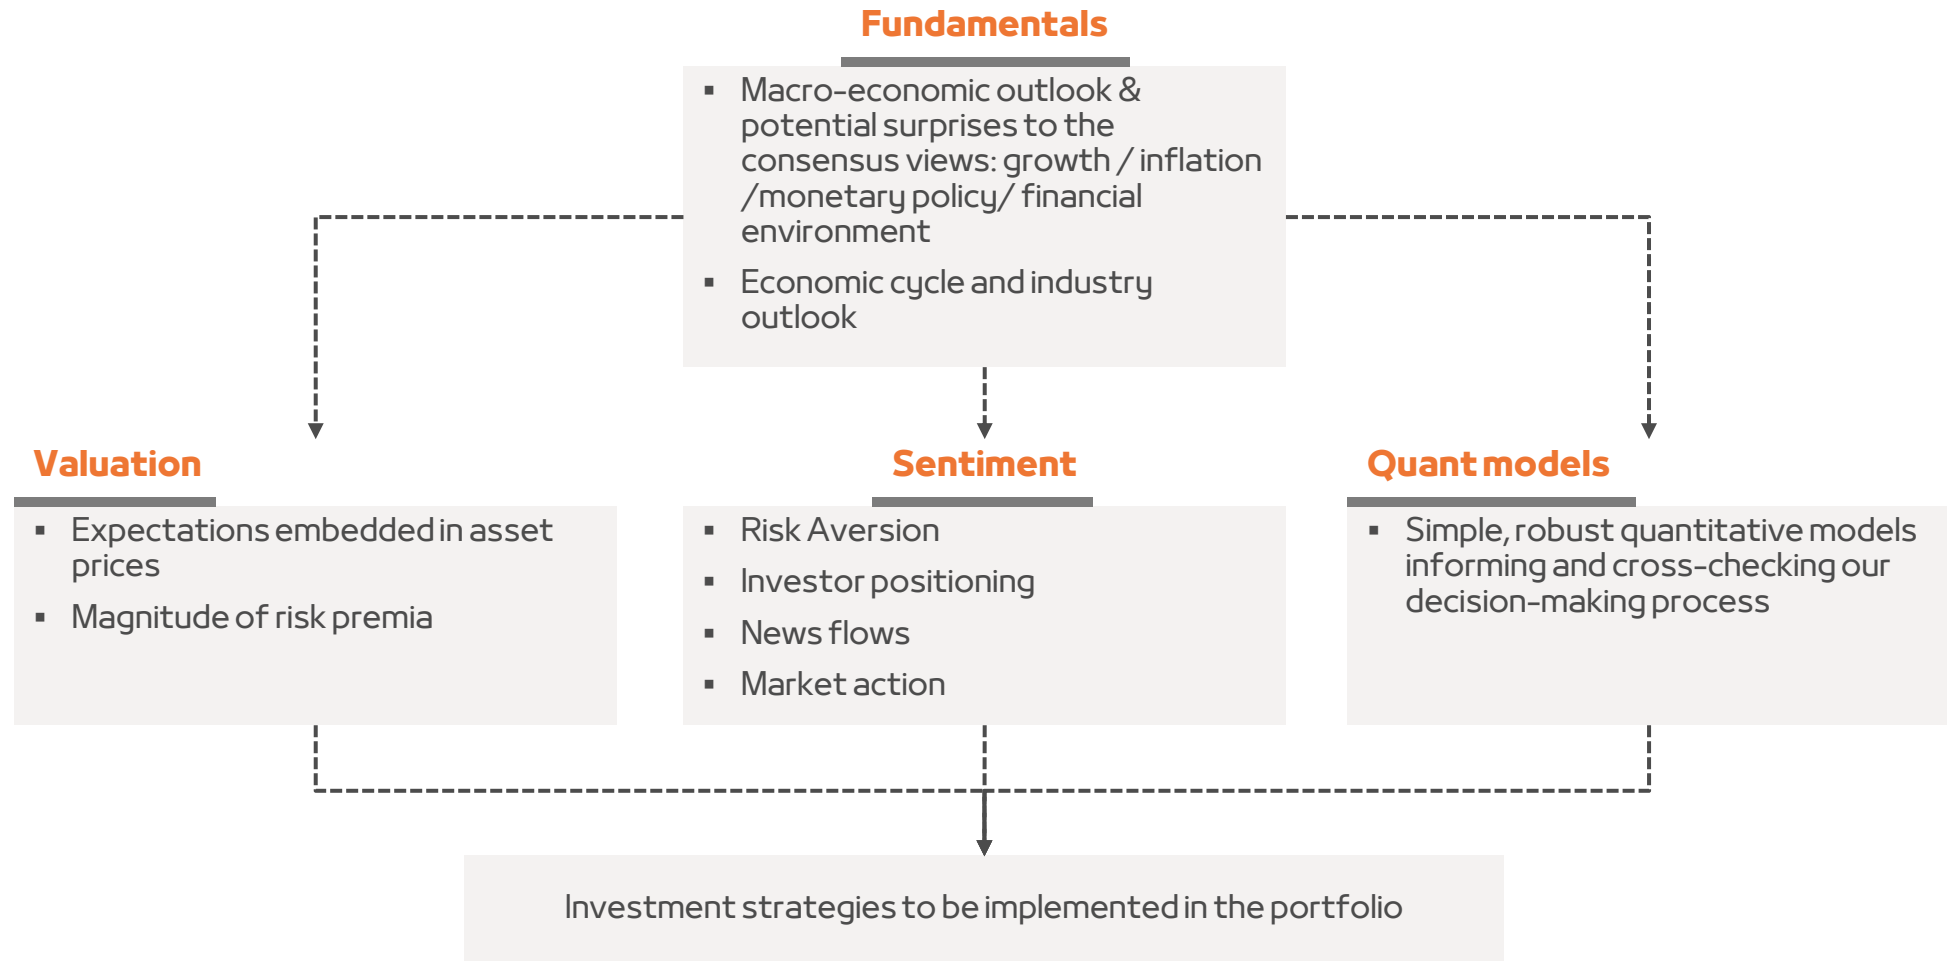 Fundamentals
▪ Macro-economic outlook &
potential surprises to the
consensus views: growth / inflation
/monetary policy/ financial
environment
▪ Economic cycle and industry
outlook
Valuation
▪ Expectations embedded in asset
prices
▪ Magnitude of risk premia
Sentiment
▪ Risk Aversion
▪ Investor positioning
▪ News flows
▪ Market action
Quant models
▪ Simple, robust quantitative models
informing and cross-checking our
decision-making process
Investment strategies to be implemented in the portfolio